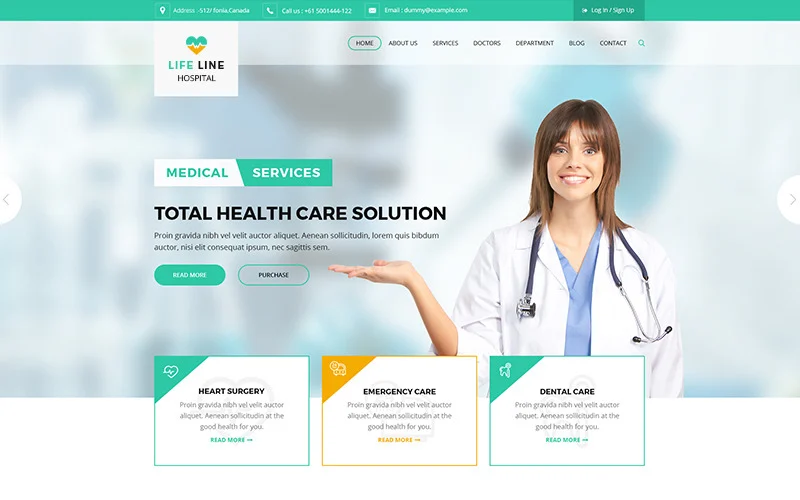 Address :-512/ fonia,Canada
Call us : +61 5001444-122
Email : dummy@example.com
Log In / Sign Up
LIFE LINE
HOSPITAL
HOME
ABOUT US
SERVICES
DOCTORS
DEPARTMENT
BLOG
CONTACT
MEDICAL SERVICES
TOTAL HEALTH CARE SOLUTION
Proin gravida nibh vel velit auctor aliquet. Aenean sollicitudin, lorem quis bibdum
auctor, nisi elit consequat ipsum, nec sagittis sem.
READ MORE
PURCHASE
HEART SURGERY
Proin gravida nibh vel velit auctor
aliquet. Aenean sollicitudin at the
good health for you.
READ MORE
EMERGENCY CARE
Proin gravida nibh vel velit auctor
aliquet. Aenean sollicitudin at the
good health for you.
READ MORE
DENTAL CARE
Proin gravida nibh vel velit auctor
aliquet. Aenean sollicitudin at the
good health for you.
READ MORE